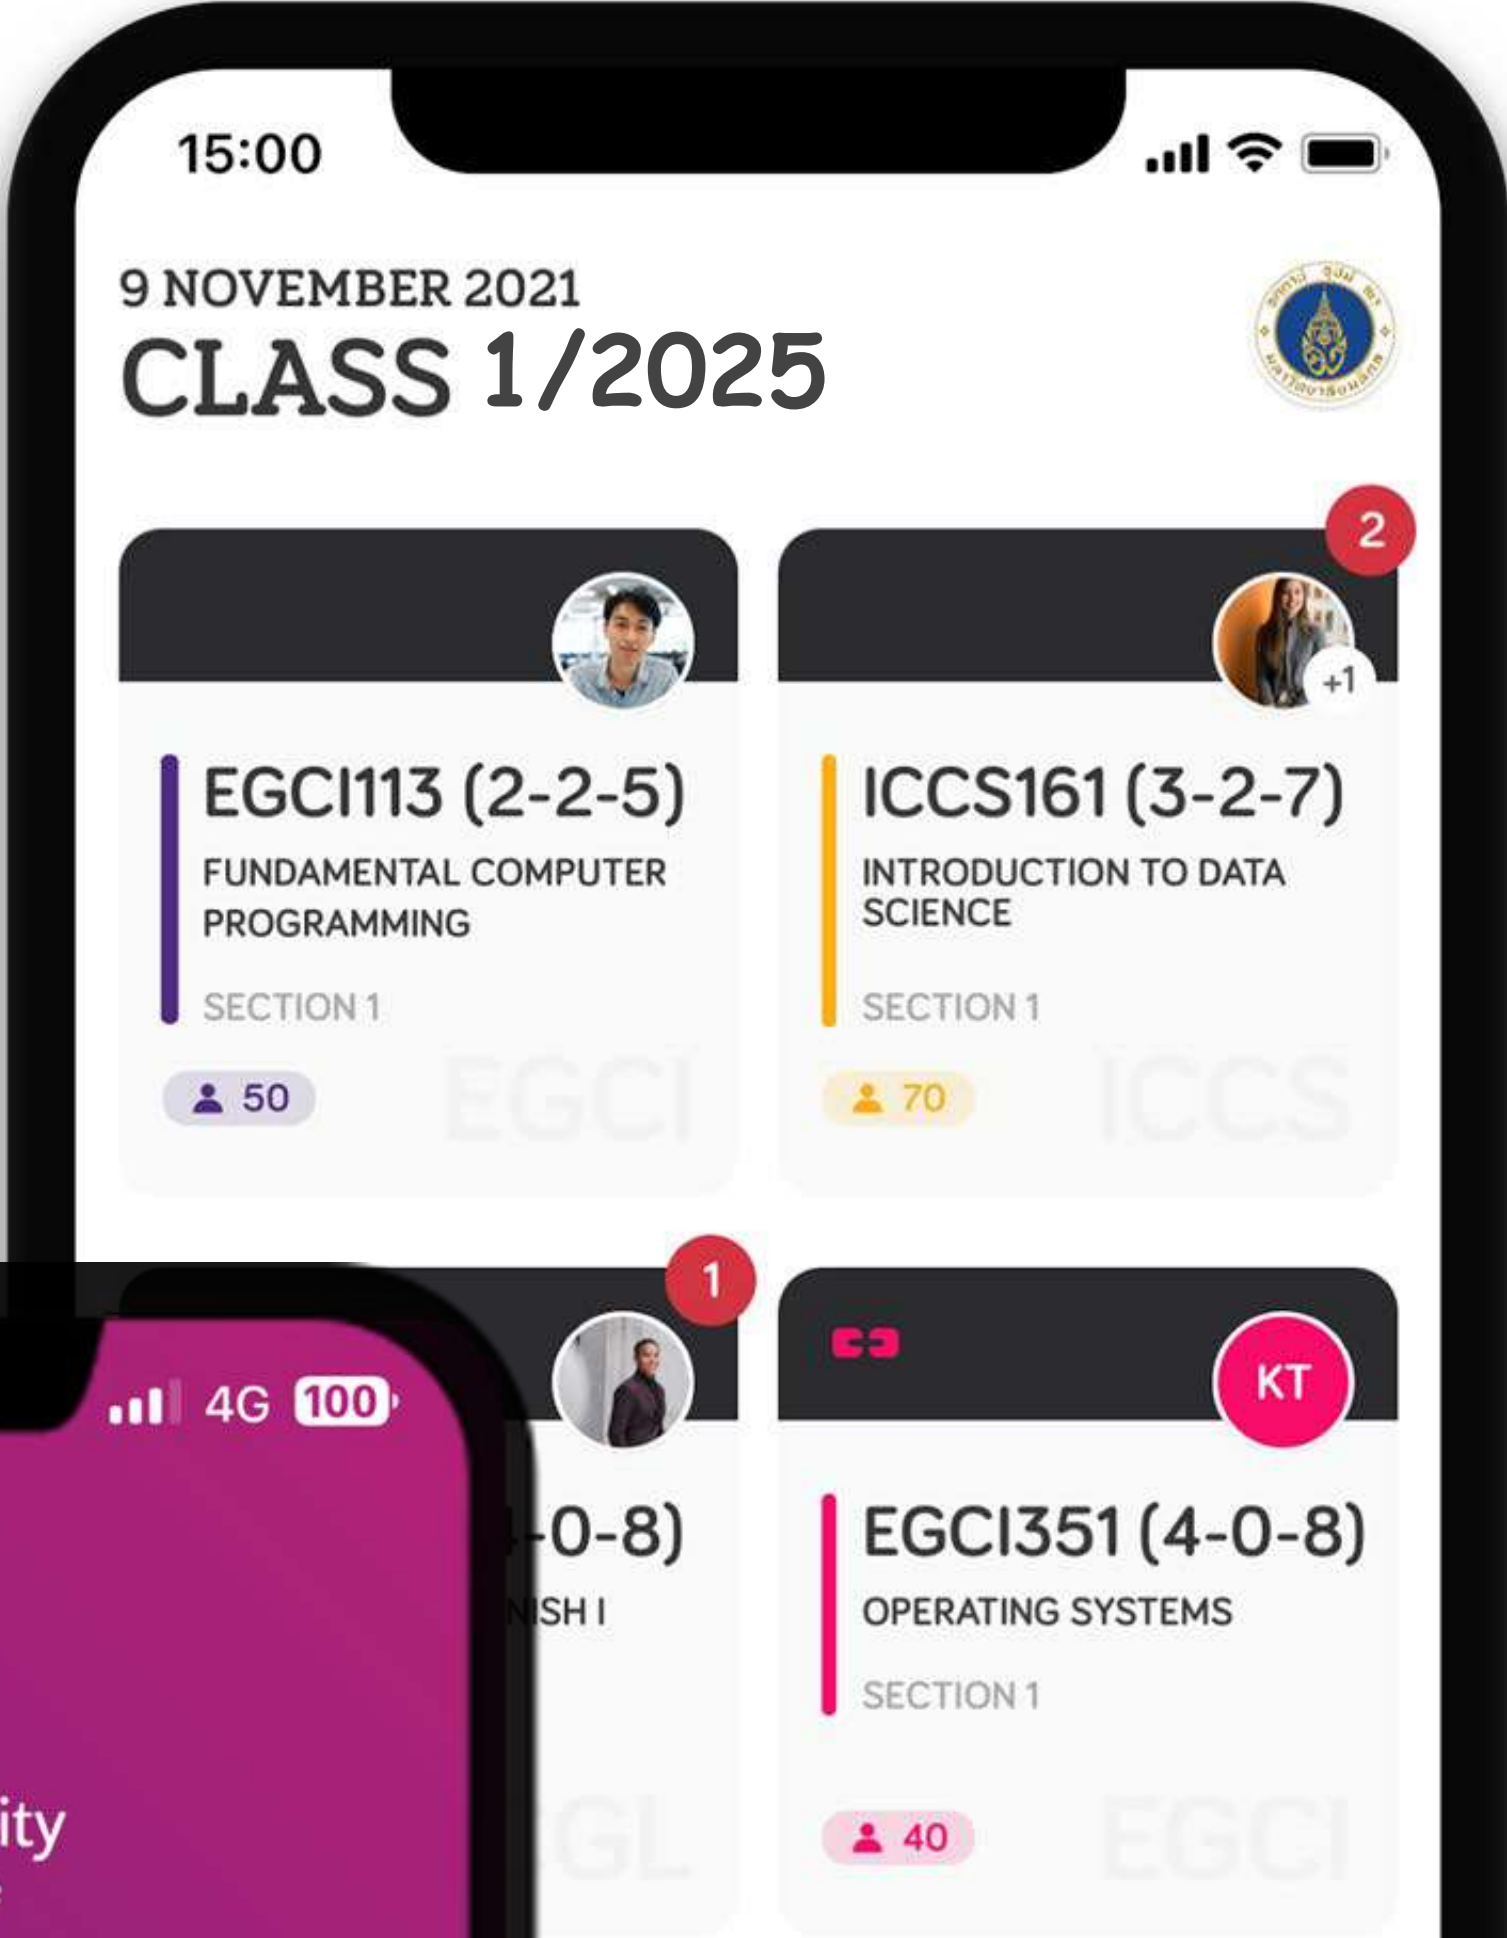 15:00
9 NOVEMBER 2021
CLASS 1/2025
2
+1
EGCI113 (2-2-5)
FUNDAMENTAL COMPUTER
PROGRAMMING
SECTION 1
50
EGCI
ICCS161 (3-2-7)
INTRODUCTION TO DATA
SCIENCE
SECTION 1
70
ICCS
1
4G 100
-0-8)
NISH I
GL
KT
EGCI351 (4-0-8)
OPERATING SYSTEMS
SECTION 1
40
EGCI
ity